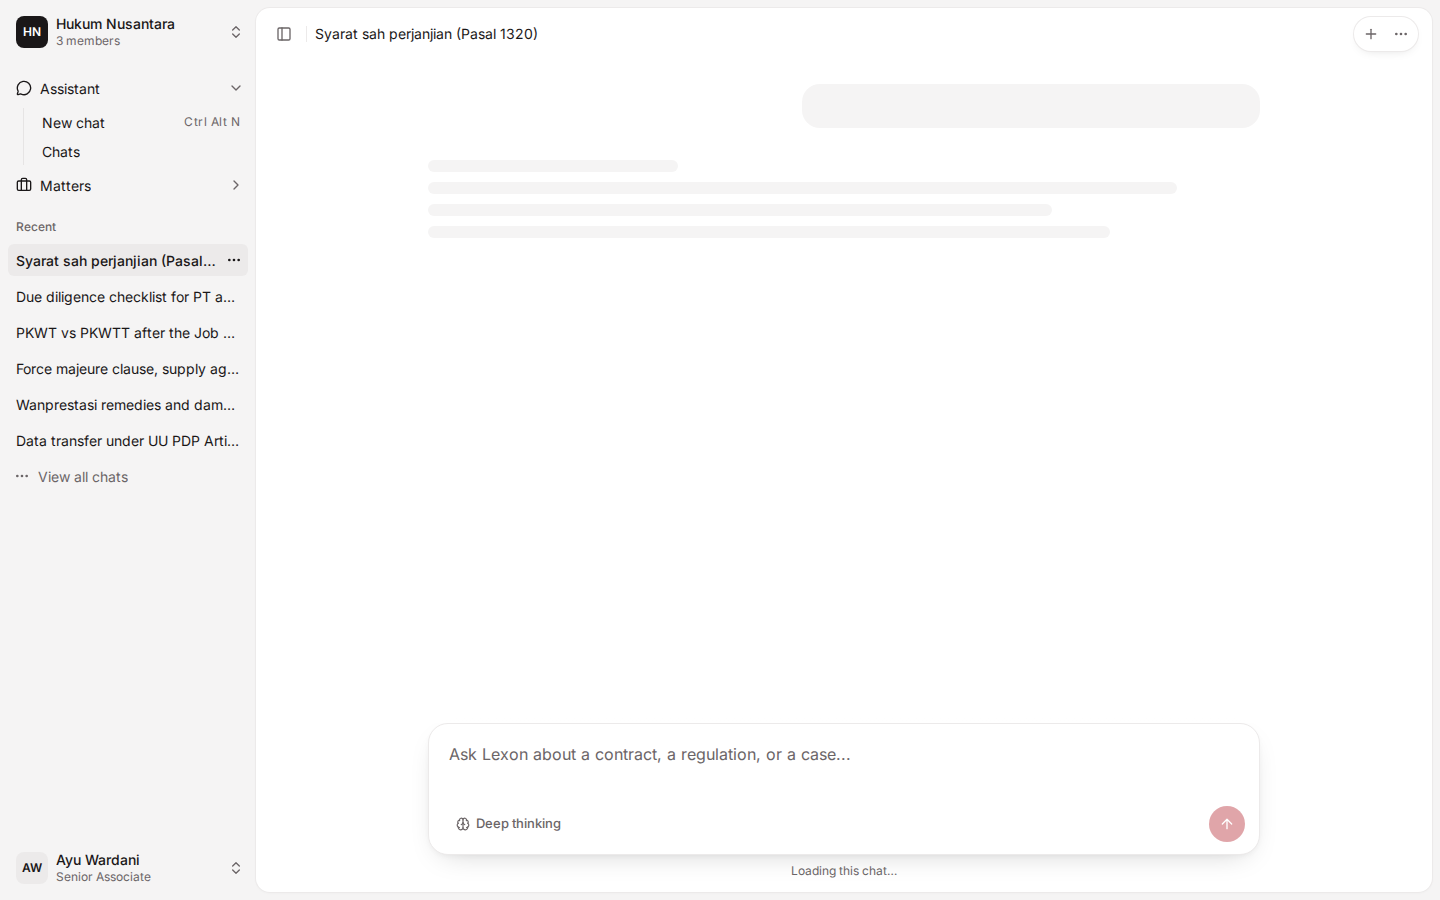 HN
Hukum Nusantara
3 members
Assistant
New chat
Ctrl Alt N
Chats
Matters
Recent
Syarat sah perjanjian (Pasal...
Due diligence checklist for PT a...
PKWT vs PKWTT after the Job ...
Force majeure clause, supply ag...
Wanprestasi remedies and dam...
Data transfer under UU PDP Arti...
View all chats
AW
Ayu Wardani
Senior Associate
Syarat sah perjanjian (Pasal 1320)
Ask Lexon about a contract, a regulation, or a case...
Deep thinking
Loading this chat...